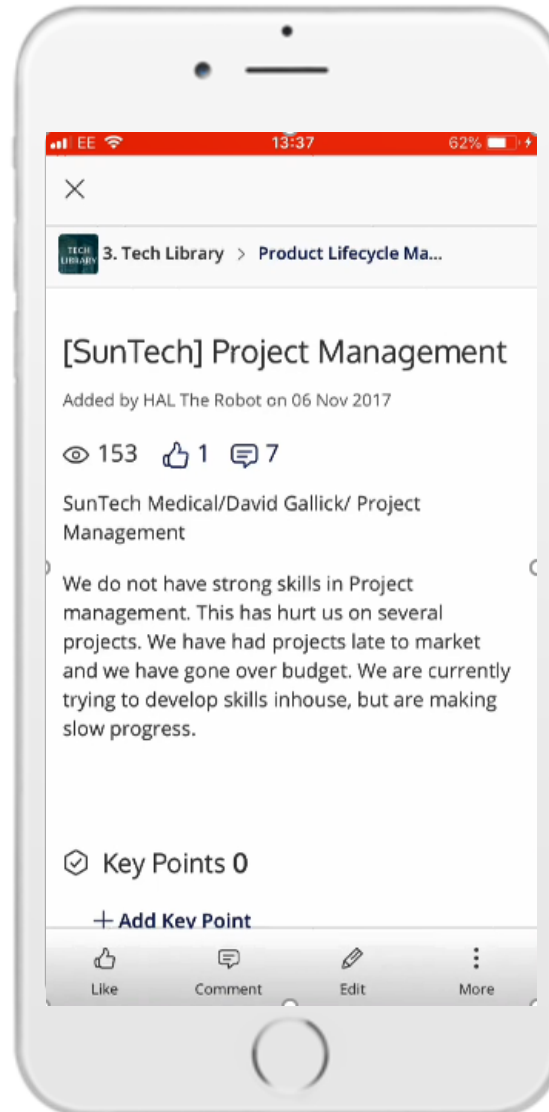 EE 13:37 62%
TECH LIBRARY 3. Tech Library > Product Lifecycle Ma...
[SunTech] Project Management
Added by HAL The Robot on 06 Nov 2017
153 1 7
SunTech Medical/David Gallick/ Project
Management
We do not have strong skills in Project
management. This has hurt us on several
projects. We have had projects late to market
and we have gone over budget. We are currently
trying to develop skills inhouse, but are making
slow progress.
Key Points 0
+ Add Key Point
Like Comment Edit More